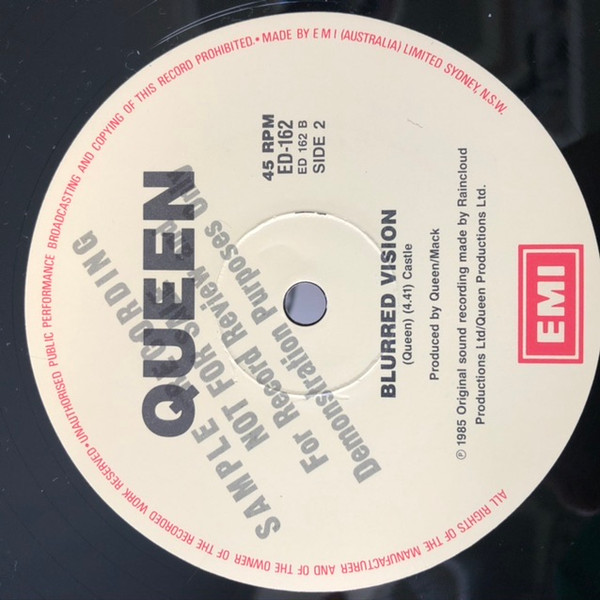 ALL RIGHTS OF THE MANUFACTURER AND OF THE OWNER OF THE RECORDED WORK RESERVED•UNAUTHORISED PUBLIC PERFORMANCE BROADCASTING AND COPYING OF THIS RECORD PROHIBITED.•MADE BY E M I (AUSTRALIA) LIMITED SYDNEY, N.S.W.
QUEEN
SAMPLE RECORDING
NOT FOR SALE
For Record Review and
Demonstration Purposes Only
45 RPM
ED-162
ED 162 B
SIDE 2
BLURRED VISION
(Queen) (4.41) Castle
Produced by Queen/Mack
℗ 1985 Original sound recording made by Raincloud
Productions Ltd/Queen Productions Ltd.
EMI